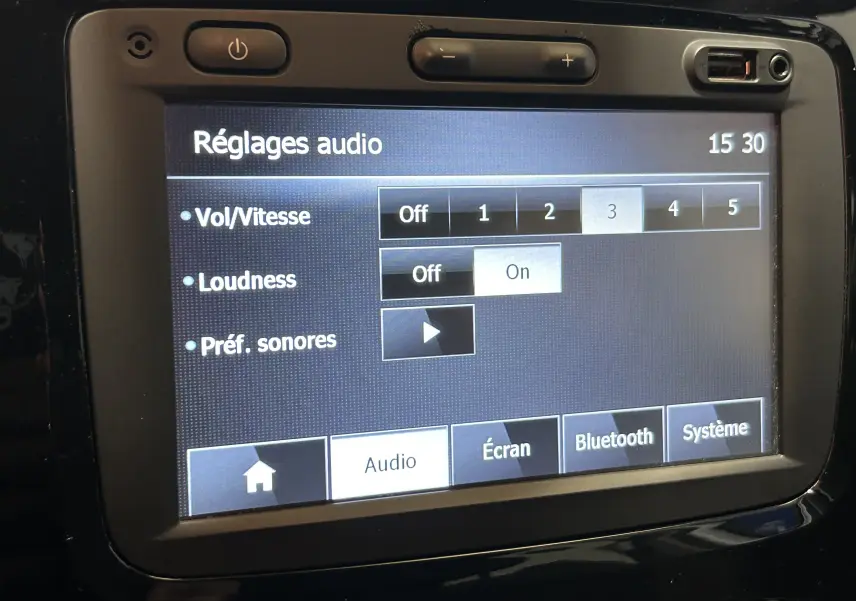 − +
Réglages audio 15 30
Vol/Vitesse Off 1 2 3 4 5
Loudness Off On
Préf. sonores
Audio Écran Bluetooth Système